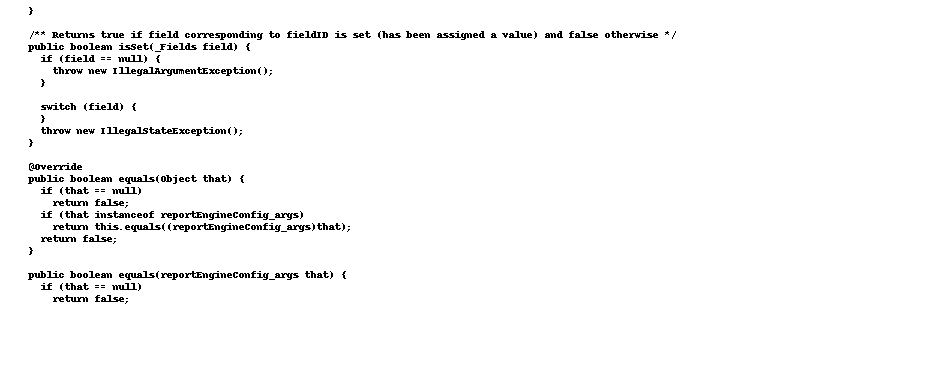 }

/** Returns true if field corresponding to fieldID is set (has been assigned a value) and false otherwise */
public boolean isSet(_Fields field) {
  if (field == null) {
    throw new IllegalArgumentException();
  }

  switch (field) {
  }
  throw new IllegalStateException();
}

@Override
public boolean equals(Object that) {
  if (that == null)
    return false;
  if (that instanceof reportEngineConfig_args)
    return this.equals((reportEngineConfig_args)that);
  return false;
}

public boolean equals(reportEngineConfig_args that) {
  if (that == null)
    return false;